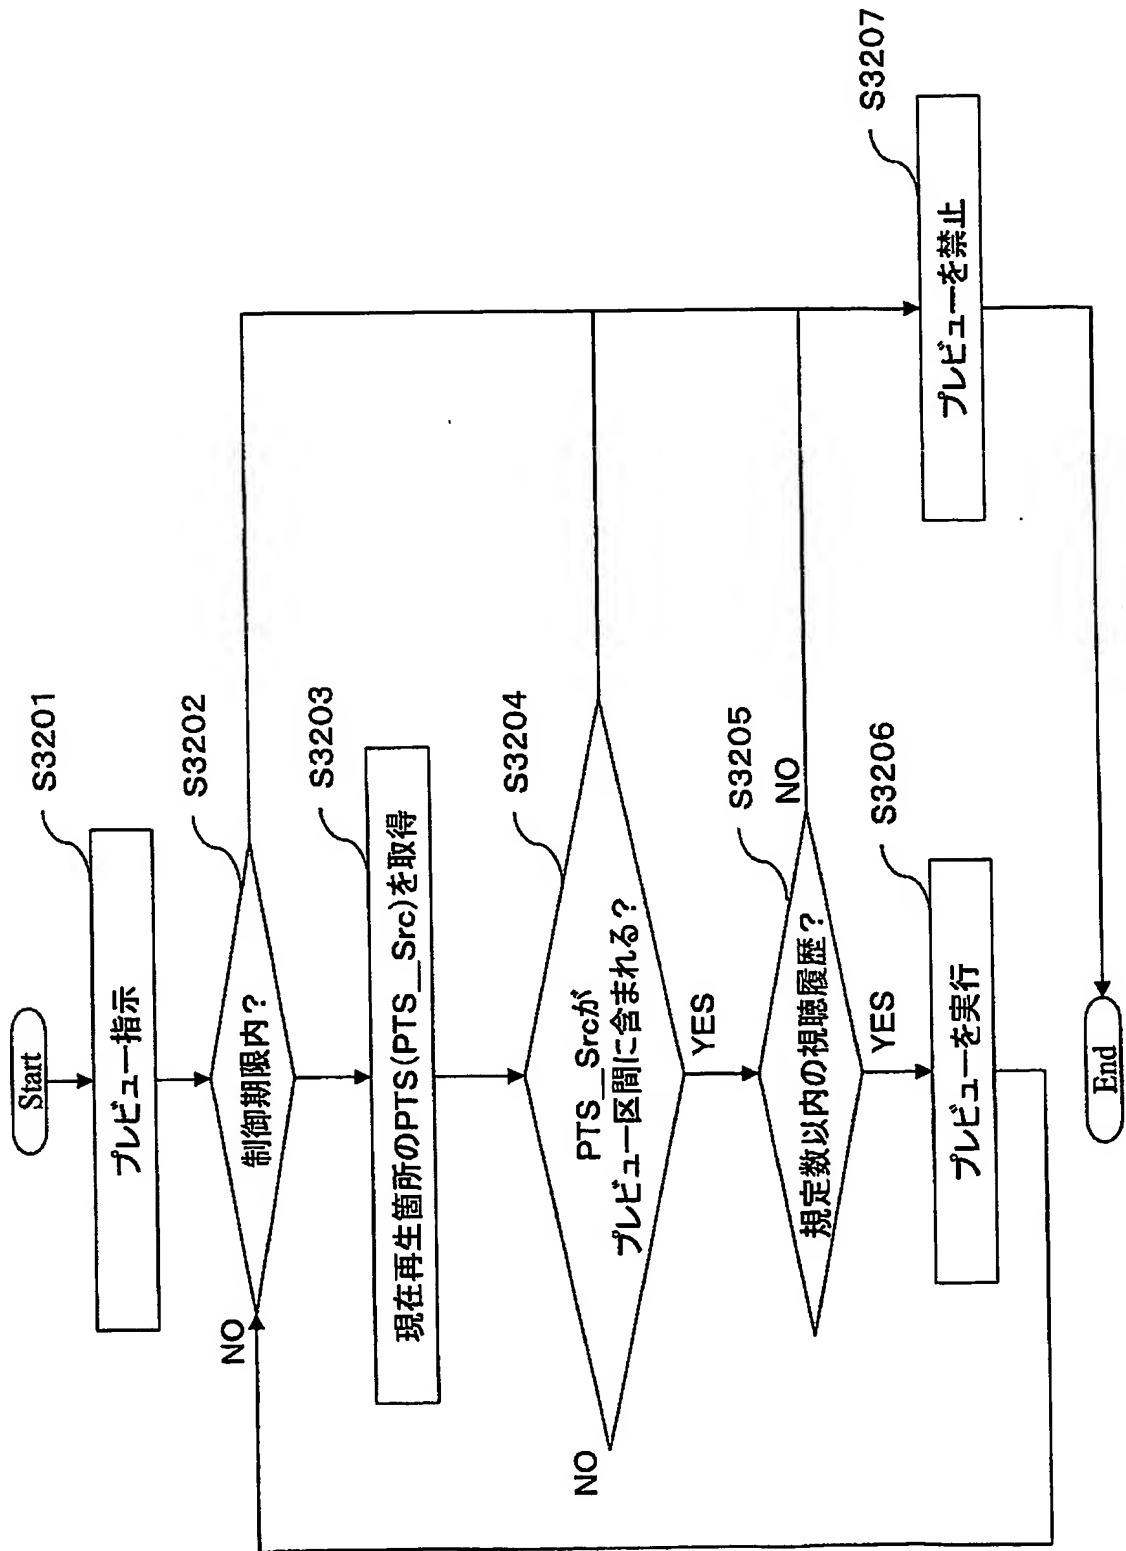 Start
プレビュー指示
S3201
制御期限内?
S3202
NO
現在再生箇所のPTS(PTS__Src)を取得
S3203
PTS__Srcが
プレビュー区間に含まれる?
S3204
NO
YES
規定数以内の視聴履歴?
S3205
NO
YES
プレビューを実行
S3206
プレビューを禁止
S3207
End